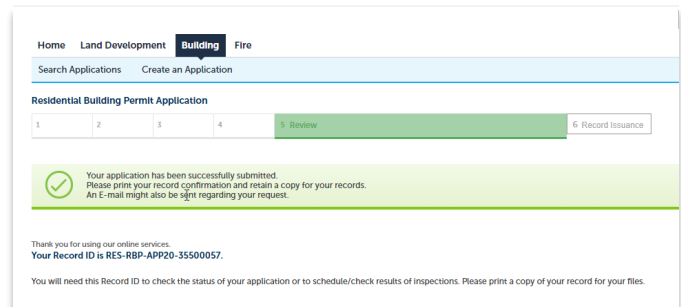 Home Land Development Building Fire
Search Applications Create an Application
Residential Building Permit Application
1 2 3 4 5 Review 6 Record Issuance
Your application has been successfully submitted.
Please print your record confirmation and retain a copy for your records.
An E-mail might also be sent regarding your request.
Thank you for using our online services.
Your Record ID is RES-RBP-APP20-35500057.
You will need this Record ID to check the status of your application or to schedule/check results of inspections. Please print a copy of your record for your files.